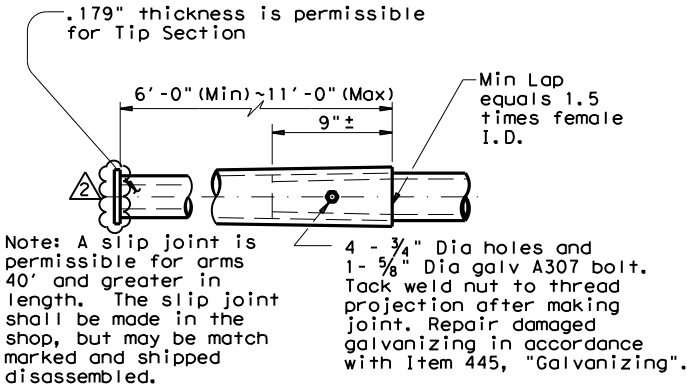 .179" thickness is permissible
for Tip Section
6'-0" (Min)~11'-0" (Max)
9"±
Min Lap
equals 1.5
times female
I.D.
2
Note: A slip joint is
permissible for arms
40' and greater in
length. The slip joint
shall be made in the
shop, but may be match
marked and shipped
disassembled.
4 - 3/4" Dia holes and
1- 5/8" Dia galv A307 bolt.
Tack weld nut to thread
projection after making
joint. Repair damaged
galvanizing in accordance
with Item 445, "Galvanizing".